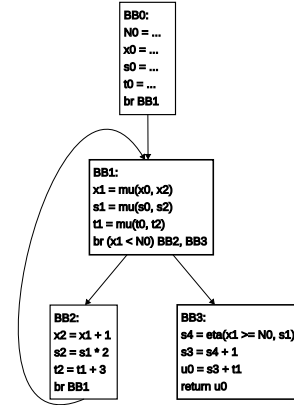 BB0:
N0 = ...
x0 = ...
s0 = ...
t0 = ...
br BB1
BB1:
x1 = mu(x0, x2)
s1 = mu(s0, s2)
t1 = mu(t0, t2)
br (x1 < N0) BB2, BB3
BB2:
x2 = x1 + 1
s2 = s1 * 2
t2 = t1 + 3
br BB1
BB3:
s4 = eta(x1 >= N0, s1)
s3 = s4 + 1
u0 = s3 + t1
return u0